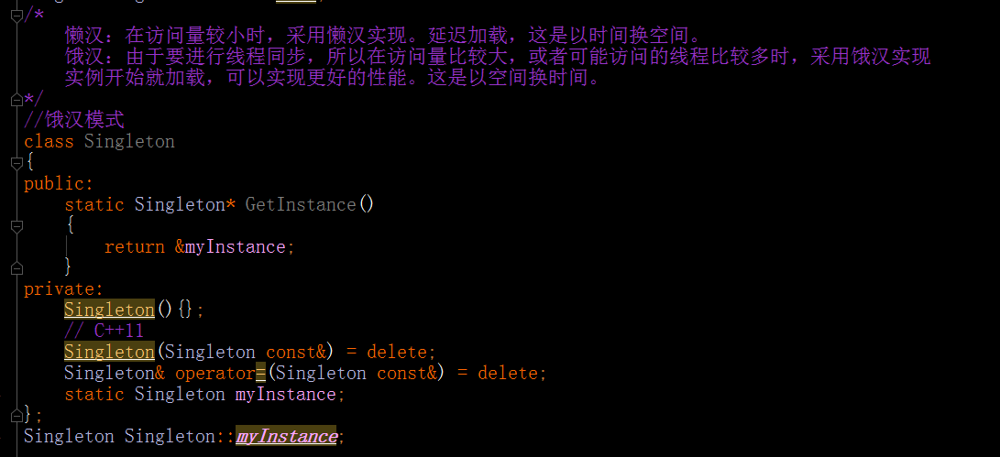 /*
懒汉：在访问量较小时，采用懒汉实现。延迟加载，这是以时间换空间。
饿汉：由于要进行线程同步，所以在访问量比较大，或者可能访问的线程比较多时，采用饿汉实现
实例开始就加载，可以实现更好的性能。这是以空间换时间。
*/
//饿汉模式
class Singleton
{
public:
static Singleton* GetInstance()
{
return &myInstance;
}
private:
Singleton(){};
// C++11
Singleton(Singleton const&) = delete;
Singleton& operator=(Singleton const&) = delete;
static Singleton myInstance;
};
Singleton Singleton::myInstance;